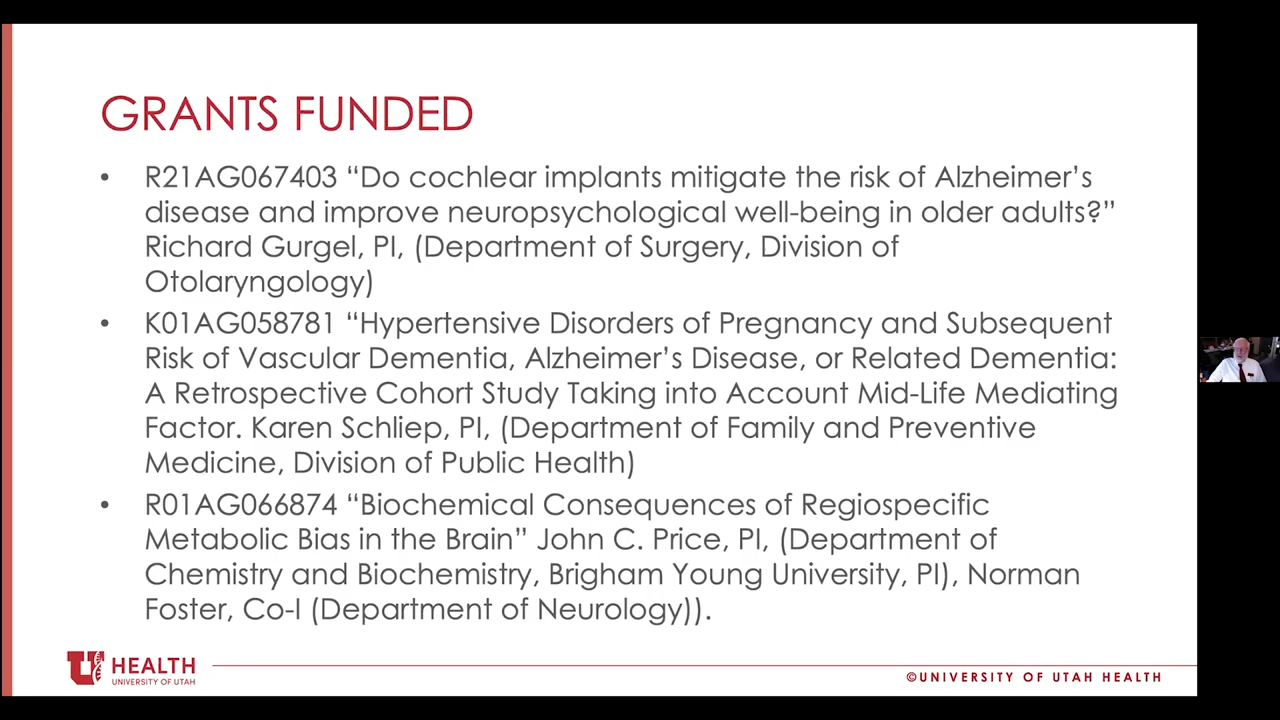 GRANTS FUNDED
• R21AG067403 “Do cochlear implants mitigate the risk of Alzheimer’s
disease and improve neuropsychological well-being in older adults?”
Richard Gurgel, PI, (Department of Surgery, Division of
Otolaryngology)
• K01AG058781 “Hypertensive Disorders of Pregnancy and Subsequent
Risk of Vascular Dementia, Alzheimer’s Disease, or Related Dementia:
A Retrospective Cohort Study Taking into Account Mid-Life Mediating
Factor. Karen Schliep, PI, (Department of Family and Preventive
Medicine, Division of Public Health)
• R01AG066874 “Biochemical Consequences of Regiospecific
Metabolic Bias in the Brain” John C. Price, PI, (Department of
Chemistry and Biochemistry, Brigham Young University, PI), Norman
Foster, Co-I (Department of Neurology)).
U HEALTH
UNIVERSITY OF UTAH
©UNIVERSITY OF UTAH HEALTH